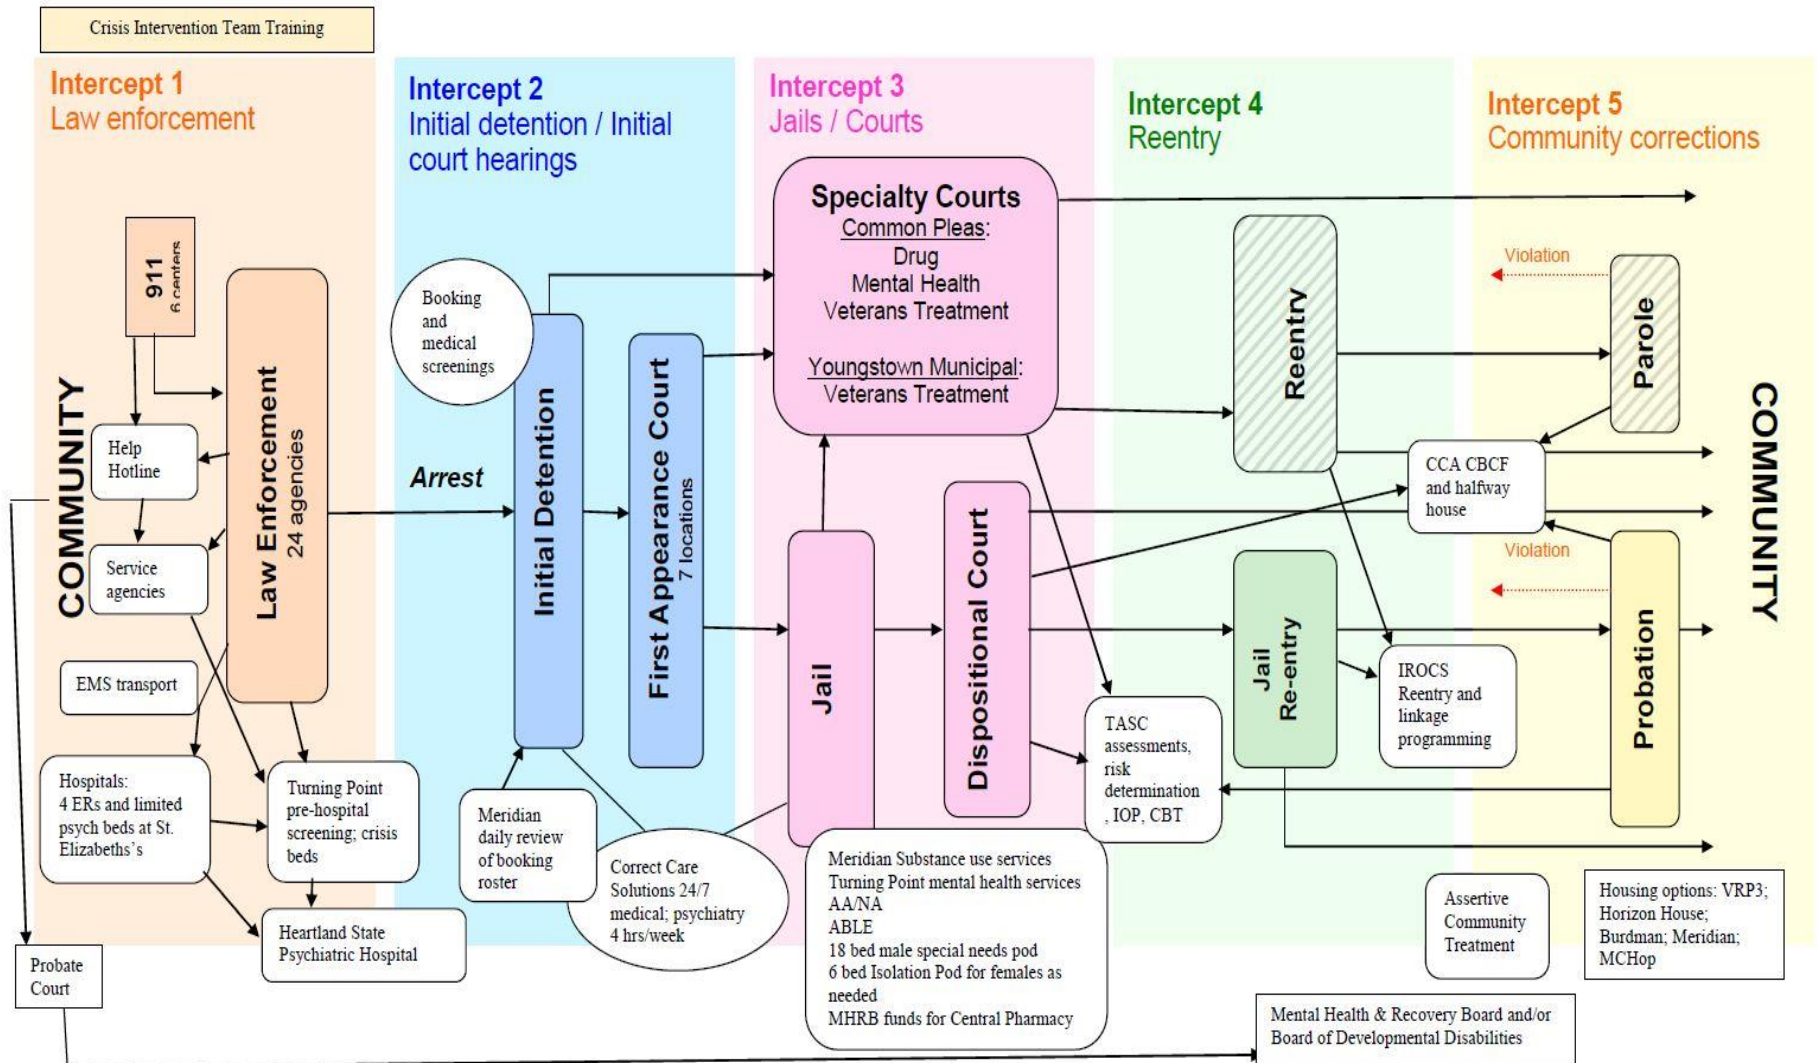 Crisis Intervention Team Training
Intercept 1
Law enforcement
911
6 centers
COMMUNITY
Help
Hotline
Service
agencies
Law Enforcement
24 agencies
EMS transport
Hospitals:
4 ERs and limited
psych beds at St.
Elizabeths's
Turning Point
pre-hospital
screening; crisis
beds
Heartland State
Psychiatric Hospital
Probate
Court
Intercept 2
Initial detention / Initial
court hearings
Booking
and
medical
screenings
Arrest
Initial Detention
First Appearance Court
7 locations
Meridian
daily review
of booking
roster
Correct Care
Solutions 24/7
medical; psychiatry
4 hrs/week
Intercept 3
Jails / Courts
Specialty Courts
Common Pleas:
Drug
Mental Health
Veterans Treatment
Youngstown Municipal:
Veterans Treatment
Jail
Dispositional Court
Meridian Substance use services
Turning Point mental health services
AA/NA
ABLE
18 bed male special needs pod
6 bed Isolation Pod for females as
needed
MHRB funds for Central Pharmacy
TASC
assessments,
risk
determination
, IOP, CBT
Intercept 4
Reentry
Reentry
Jail
Re-entry
IROCS
Reentry and
linkage
programming
CCA CBCF
and halfway
house
Assertive
Community
Treatment
Intercept 5
Community corrections
Violation
Parole
Violation
Probation
COMMUNITY
Housing options: VRP3;
Horizon House;
Burdman; Meridian;
MCHop
Mental Health & Recovery Board and/or
Board of Developmental Disabilities